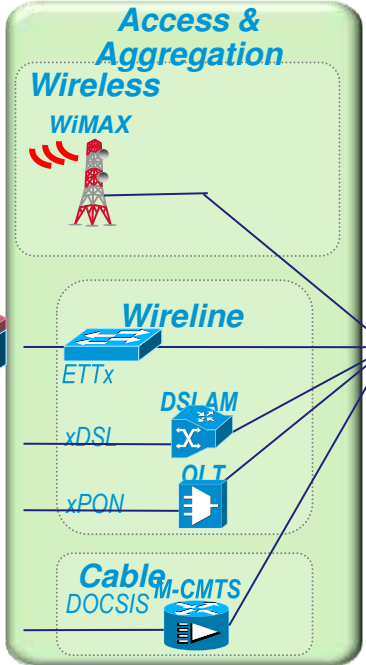 Access &
Aggregation
Wireless
WiMAX
Wireline
ETTx
DSLAM
xDSL
OLT
xPON
Cable
M-CMTS
DOCSIS